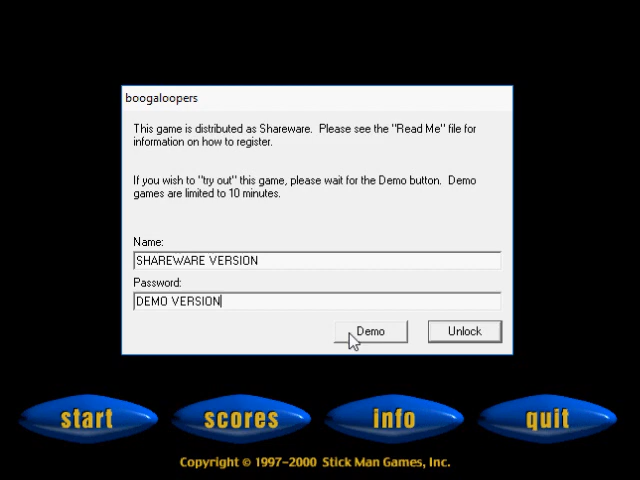 boogaloopers
This game is distributed as Shareware. Please see the "Read Me" file for
information on how to register.
If you wish to "try out" this game, please wait for the Demo button. Demo
games are limited to 10 minutes.
Name:
SHAREWARE VERSION
Password:
DEMO VERSION
Demo Unlock
start scores info quit
Copyright © 1997-2000 Stick Man Games, Inc.